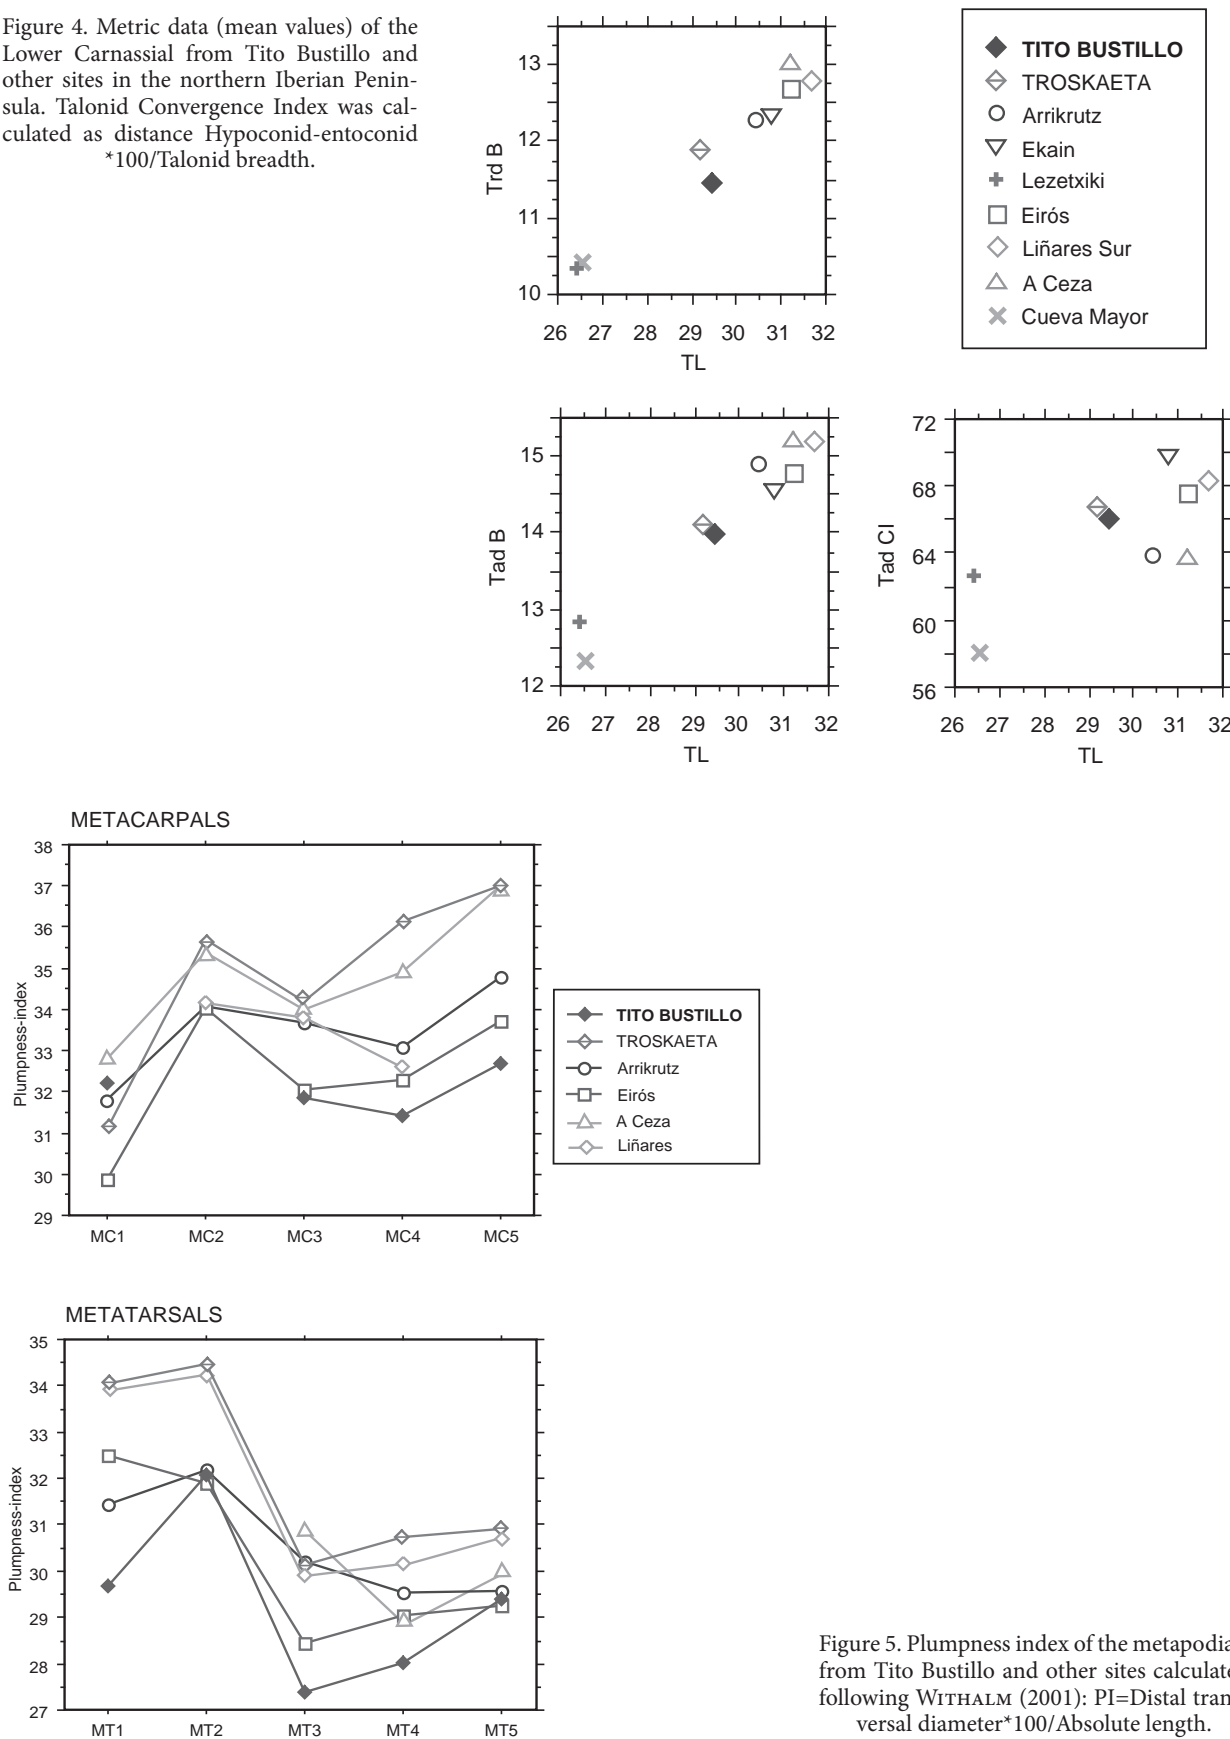 Figure 4. Metric data (mean values) of the
Lower Carnassial from Tito Bustillo and
other sites in the northern Iberian Penin-
sula. Talonid Convergence Index was cal-
culated as distance Hypoconid-entoconid
*100/Talonid breadth.
13
12
11
10
Trd B
26 27 28 29 30 31 32
TL
TITO BUSTILLO
TROSKAETA
Arrikrutz
Ekain
Lezetxiki
Eirós
Liñares Sur
A Ceza
Cueva Mayor
15
14
13
12
Tad B
26 27 28 29 30 31 32
TL
72
68
64
60
56
Tad CI
26 27 28 29 30 31 32
TL
METACARPALS
38
37
36
35
34
33
32
31
30
29
Plumpness-index
MC1 MC2 MC3 MC4 MC5
TITO BUSTILLO
TROSKAETA
Arrikrutz
Eirós
A Ceza
Liñares
METATARSALS
35
34
33
32
31
30
29
28
27
Plumpness-index
MT1 MT2 MT3 MT4 MT5
Figure 5. Plumpness index of the metapodia
from Tito Bustillo and other sites calculate
following WITHALM (2001): PI=Distal tran
versal diameter*100/Absolute length.